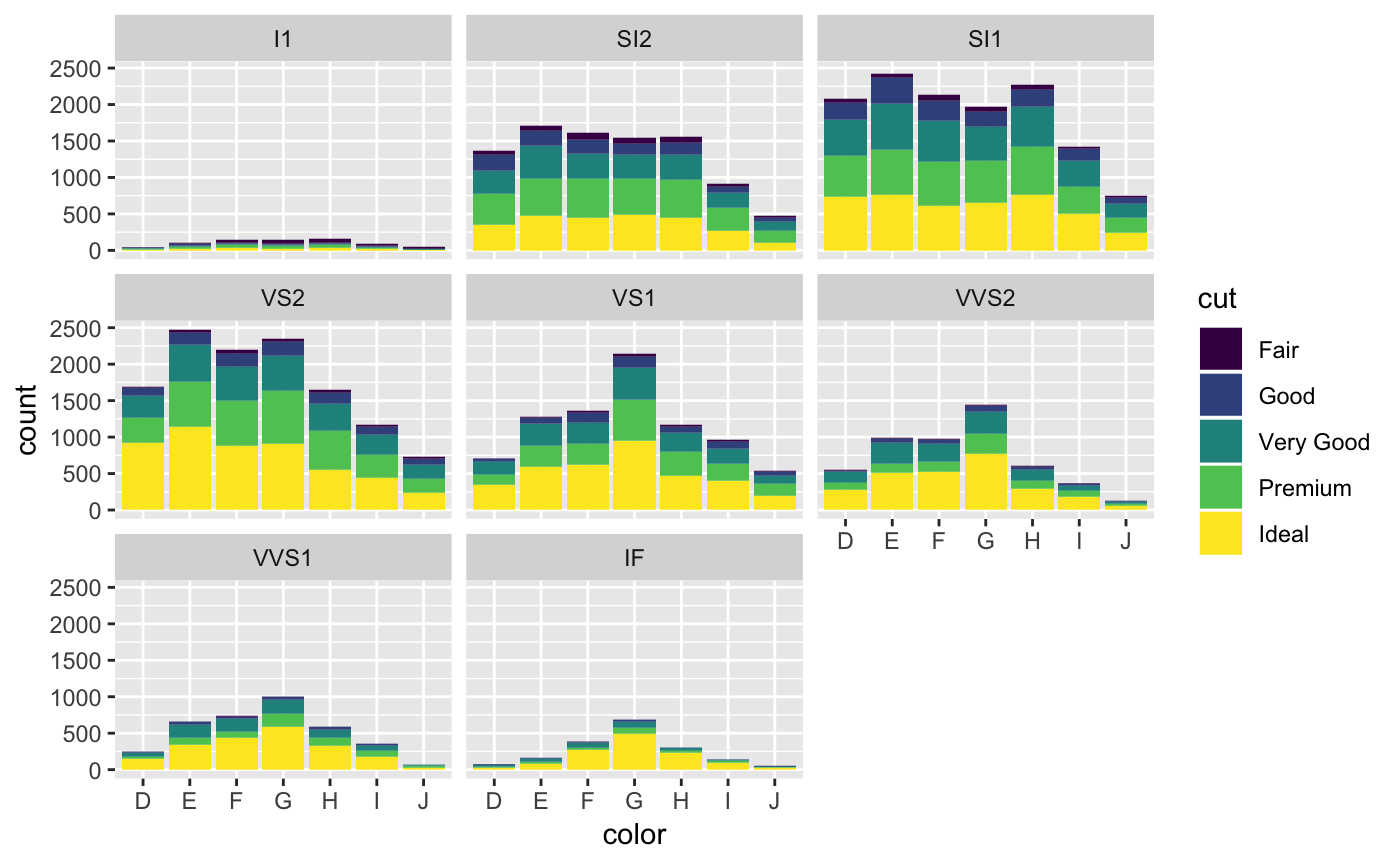 I1 SI2 SI1
2500
2000
1500
1000
500
0
VS2 VS1 VVS2
2500
2000
1500
1000
500
0
D E F G H I J
VVS1 IF
2500
2000
1500
1000
500
0
D E F G H I J D E F G H I J
color
count
cut
Fair
Good
Very Good
Premium
Ideal